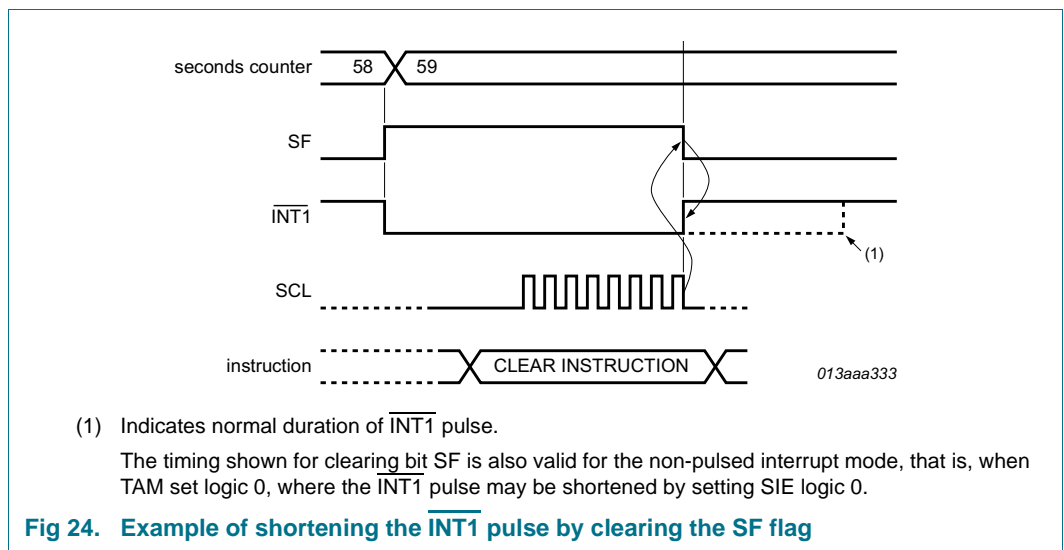 seconds counter 58 59
SF
INT1
(1)
SCL
instruction CLEAR INSTRUCTION
013aaa333
(1) Indicates normal duration of INT1 pulse.
The timing shown for clearing bit SF is also valid for the non-pulsed interrupt mode, that is, when
TAM set logic 0, where the INT1 pulse may be shortened by setting SIE logic 0.
Fig 24. Example of shortening the INT1 pulse by clearing the SF flag